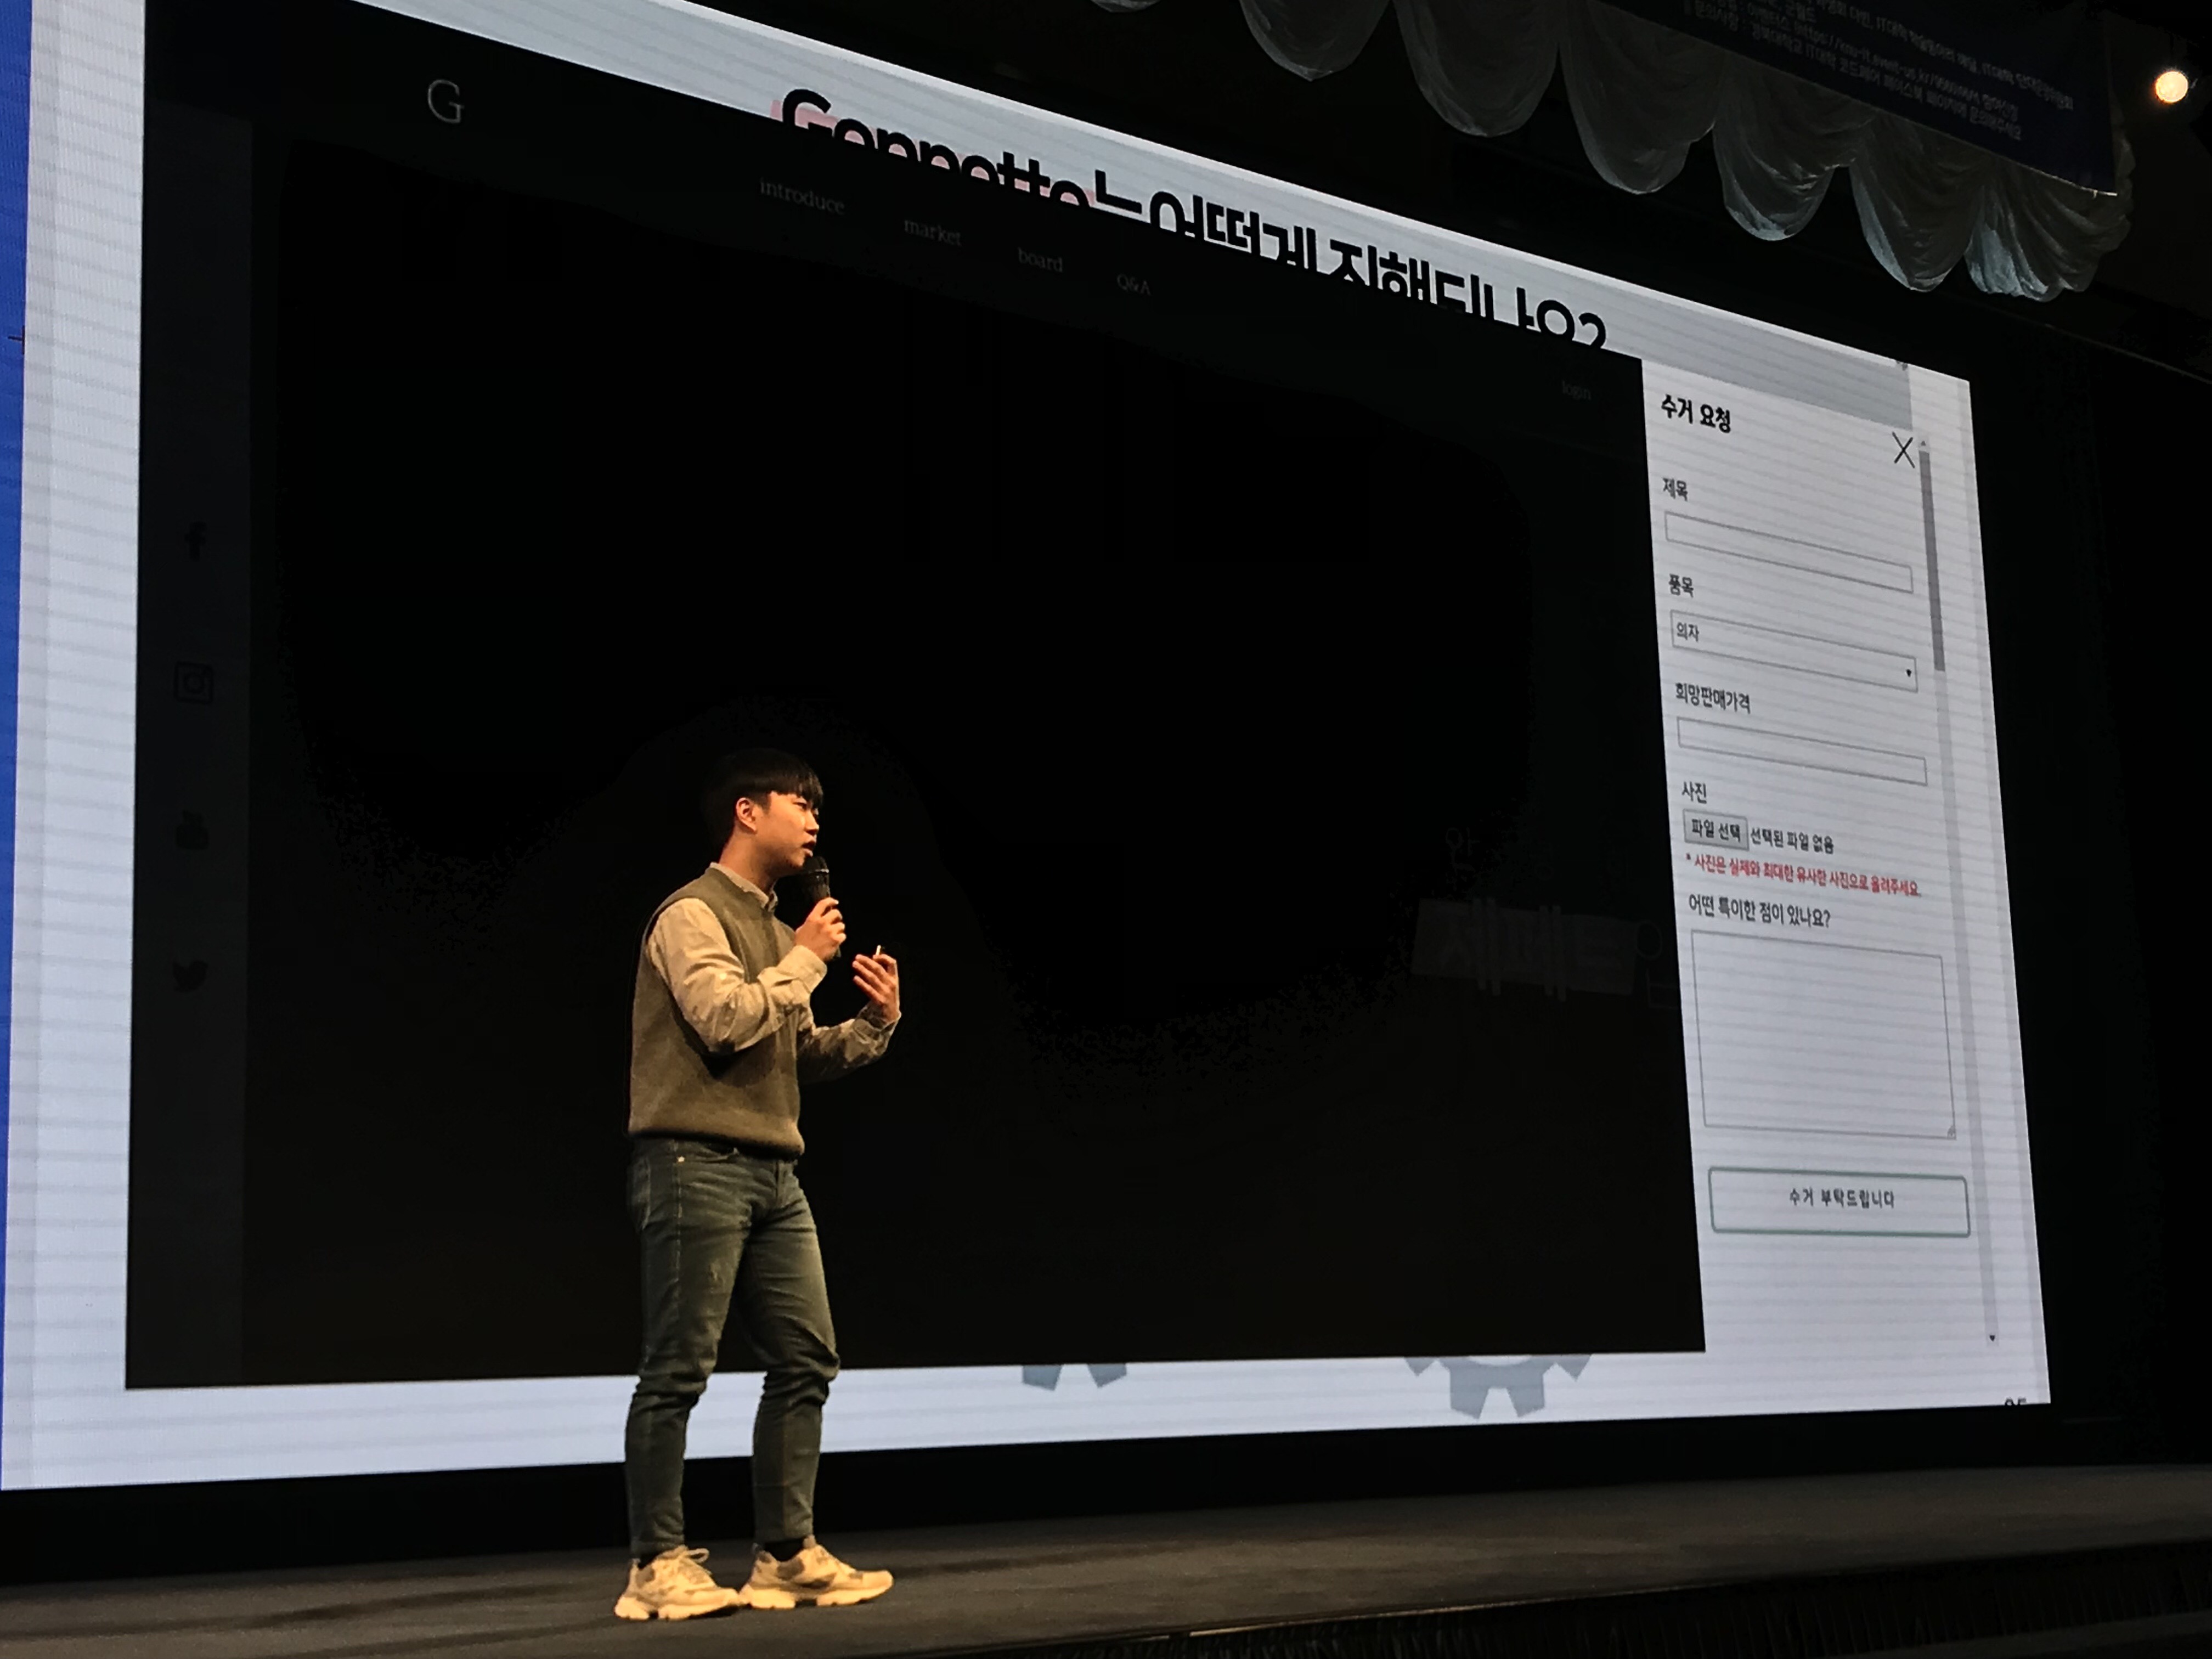 G
Geppetto는 어떻게 진행되나요?
introduce
market
board
Q&A
login
수거 요청
X
제목
품목
의자
희망판매가격
사진
파일 선택 선택된 파일 없음
* 사진은 실제와 최대한 유사한 사진으로 올려주세요.
어떤 특이한 점이 있나요?
수거 부탁드립니다
안
제페토